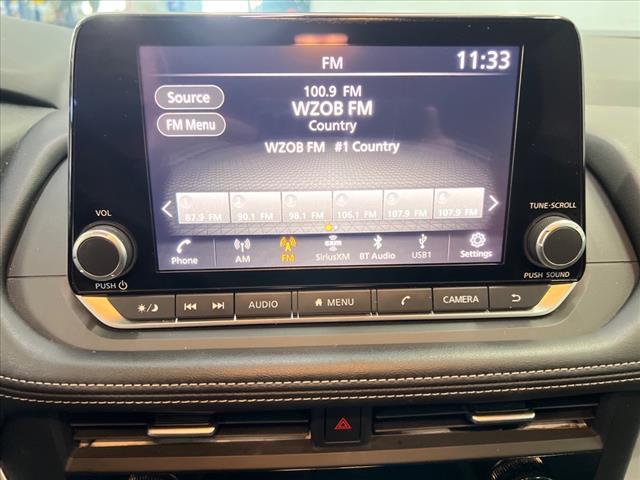 FM 11:33
Source
FM Menu
100.9 FM
WZOB FM
Country
WZOB FM #1 Country
87.9 FM 90.1 FM 98.1 FM 106.1 FM 107.9 FM 107.9 FM
VOL
TUNE-SCROLL
Phone AM FM SiriusXM BT Audio USB1 Settings
sxm
PUSH
PUSH SOUND
AUDIO MENU CAMERA